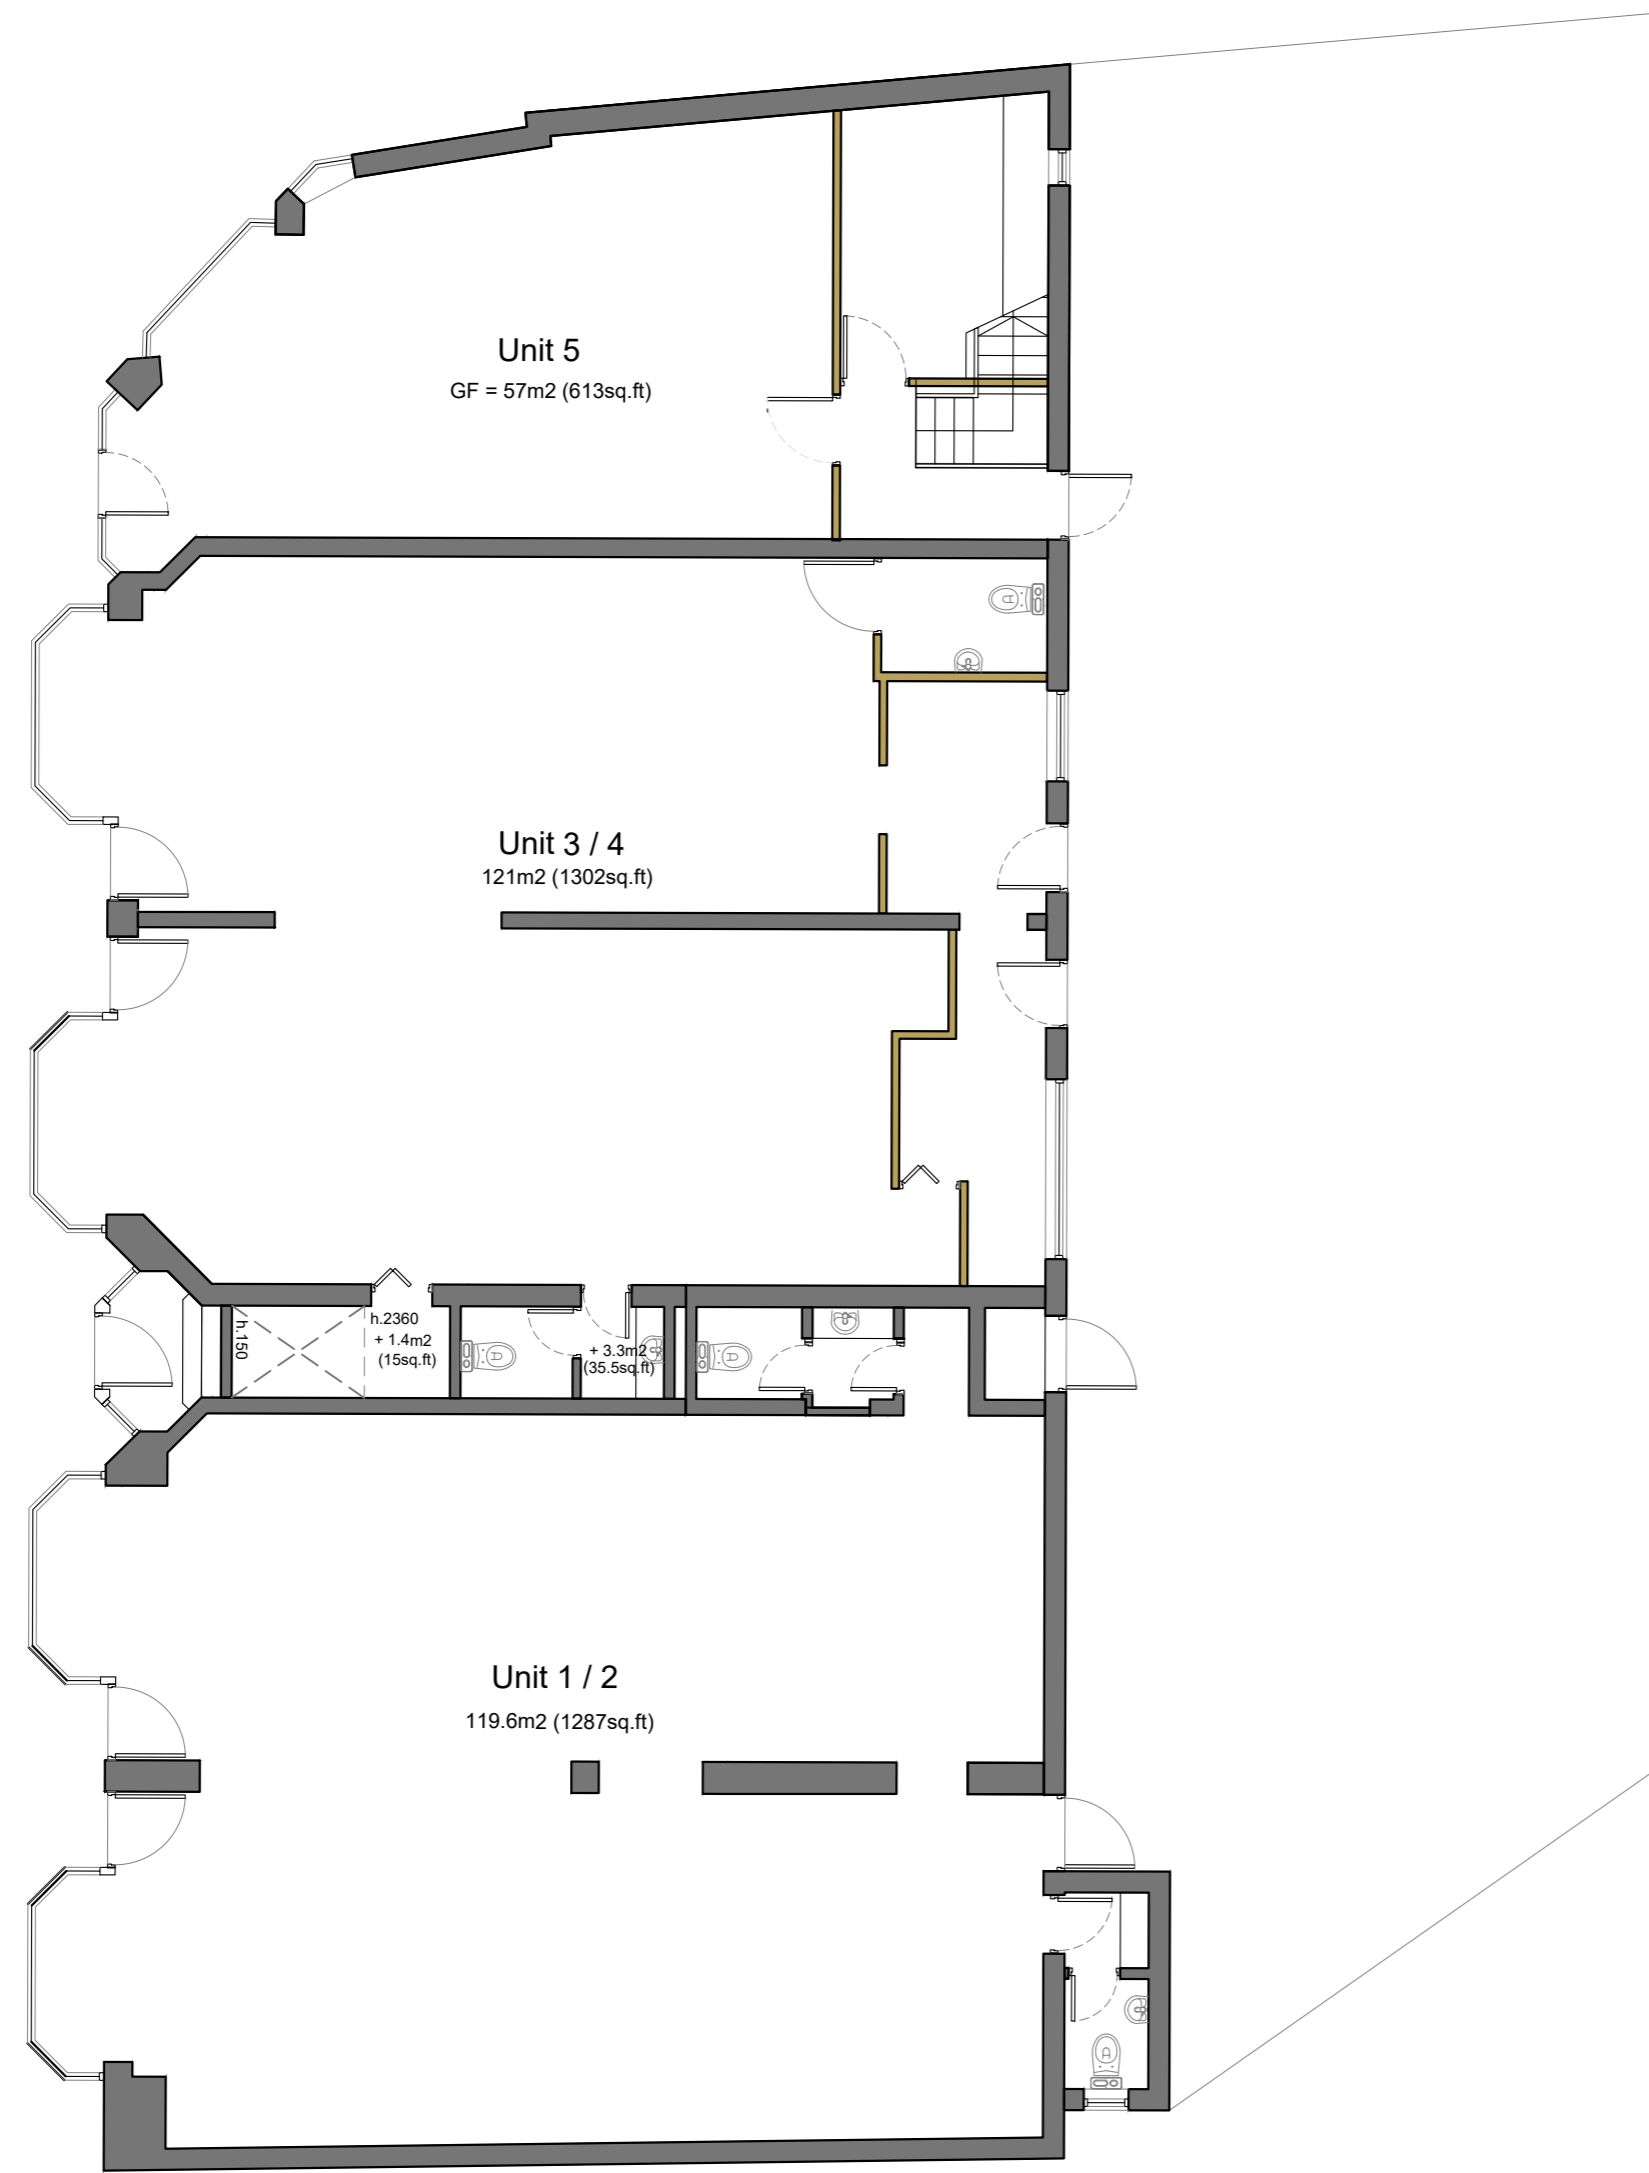 Unit 5
GF = 57m2 (613sq.ft)
Unit 3 / 4
121m2 (1302sq.ft)
h.150
h.2360
+ 1.4m2
(15sq.ft)
+ 3.3m2
(35.5sq.ft)
Unit 1 / 2
119.6m2 (1287sq.ft)